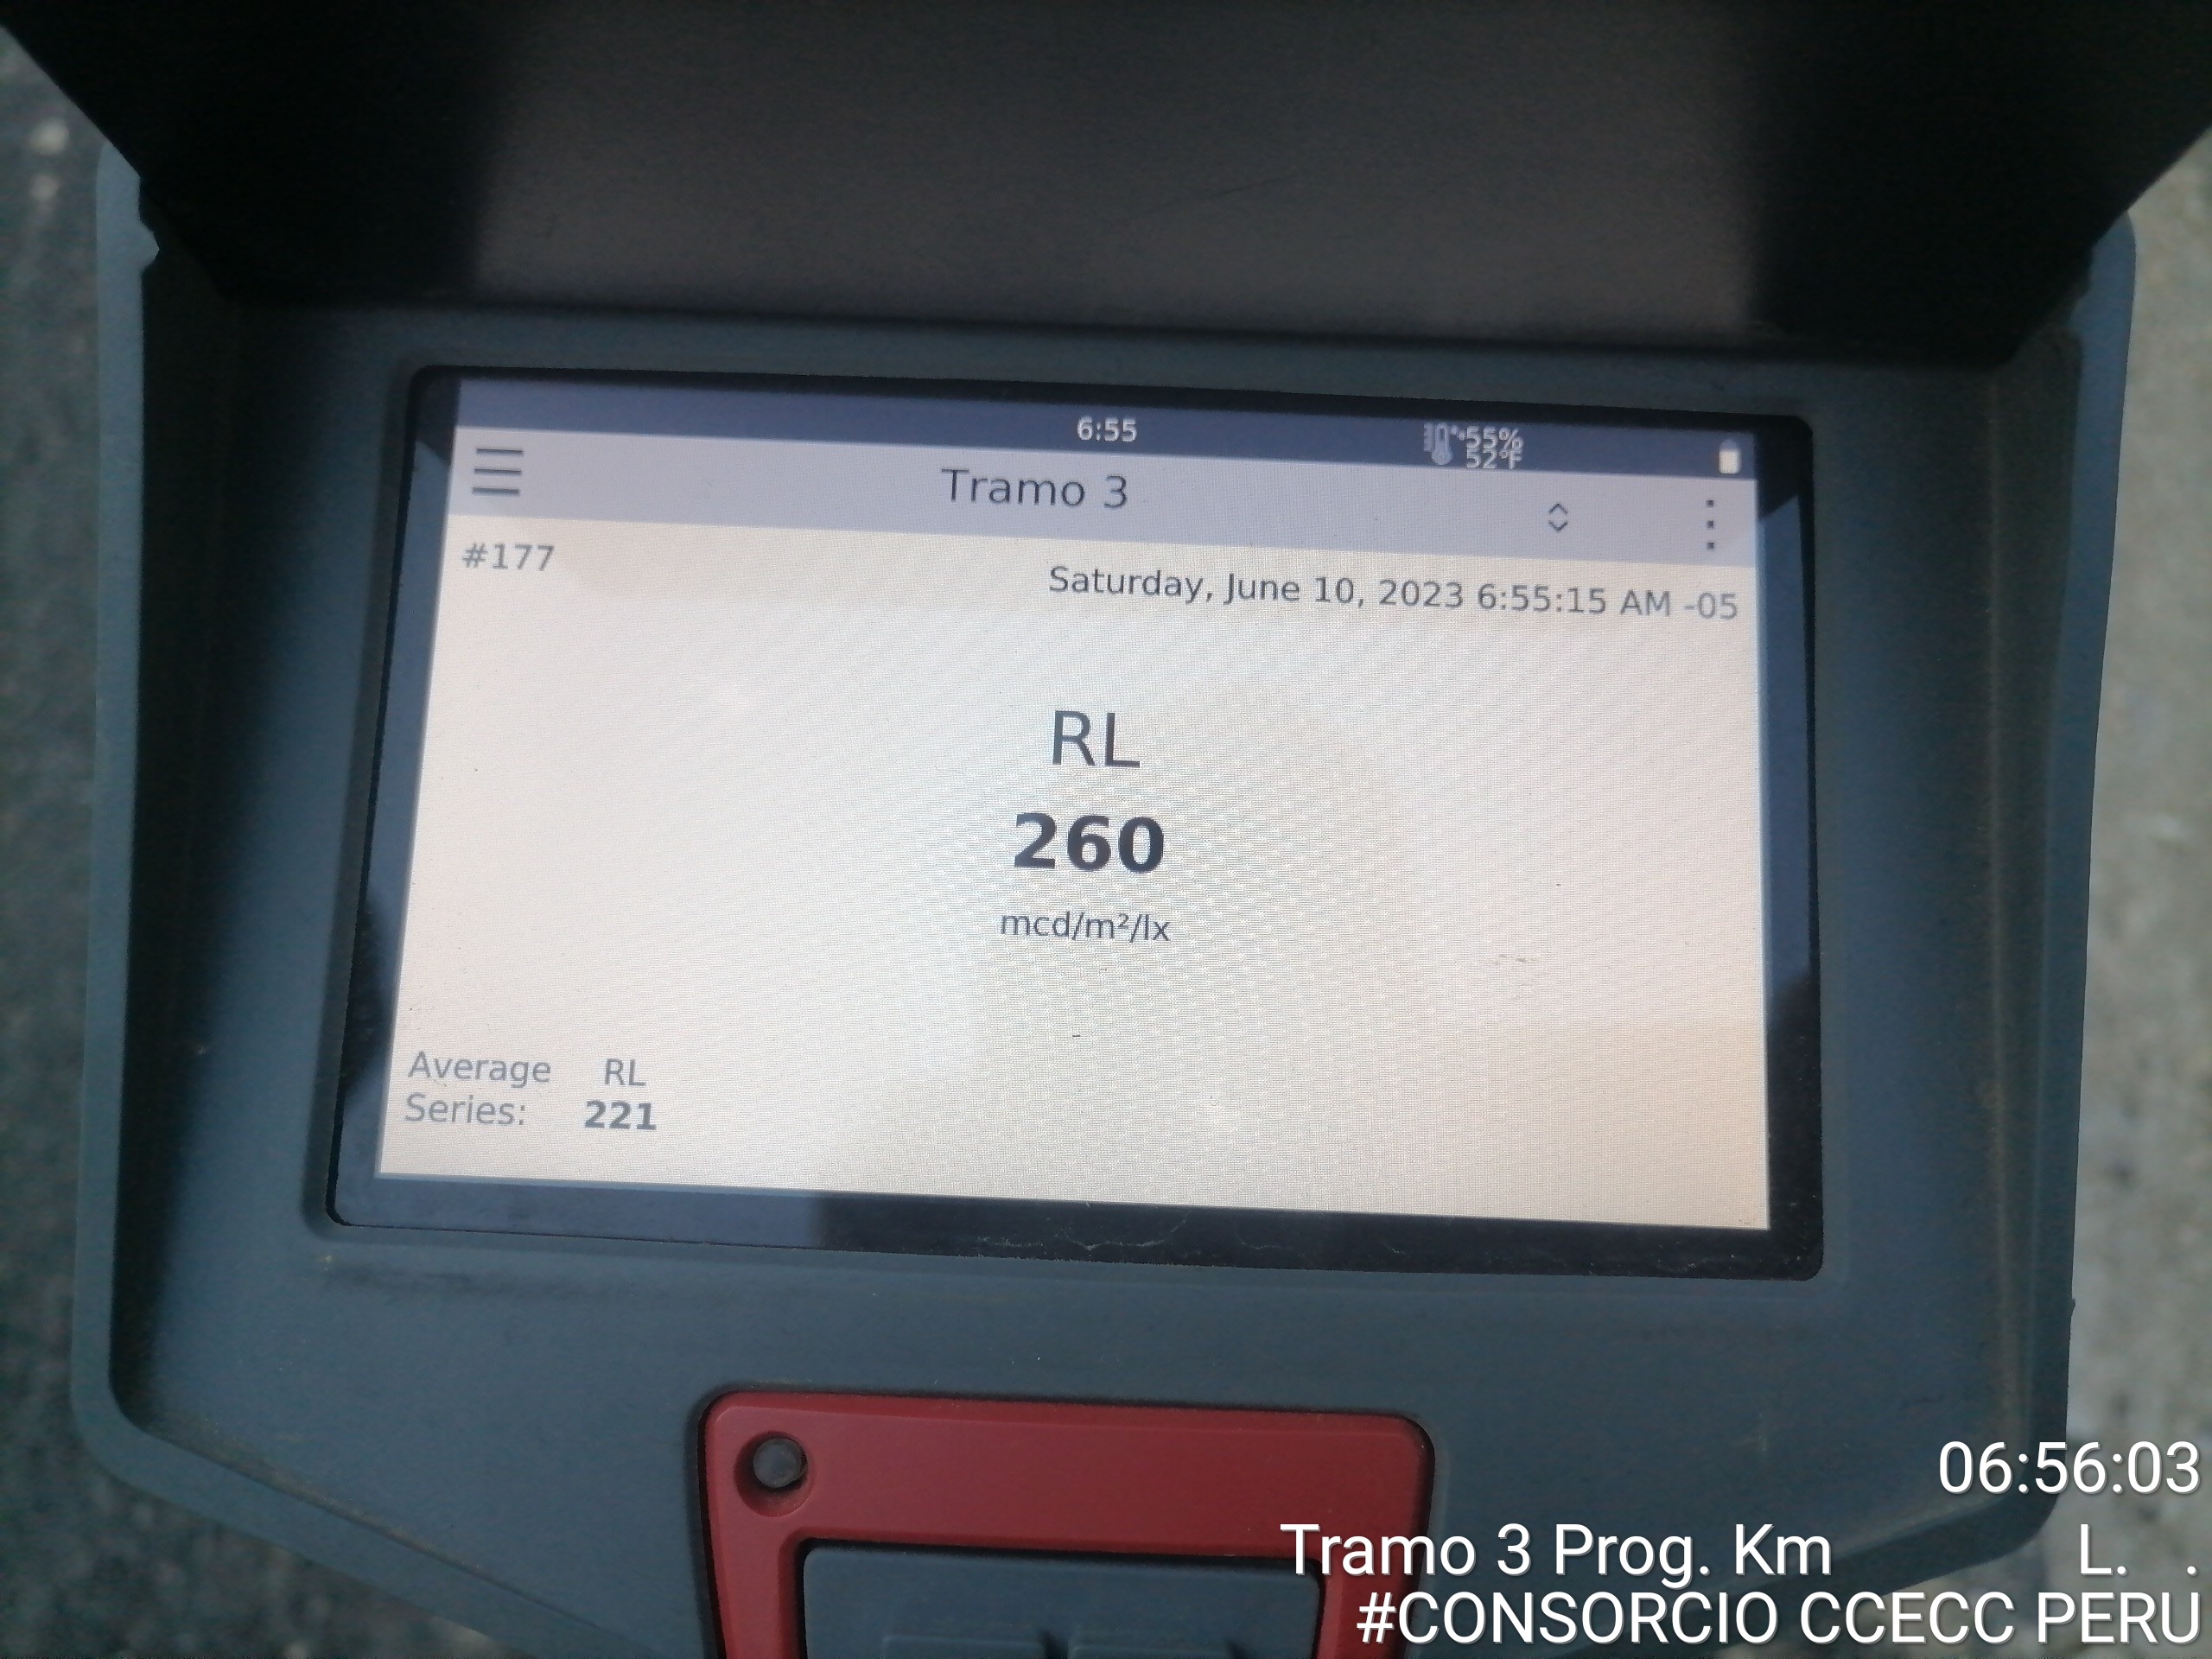 6:55
55%
52°F
Tramo 3
#177
Saturday, June 10, 2023 6:55:15 AM -05
RL
260
mcd/m²/lx
Average RL
Series: 221
06:56:03
Tramo 3 Prog. Km L. .
#CONSORCIO CCECC PERU